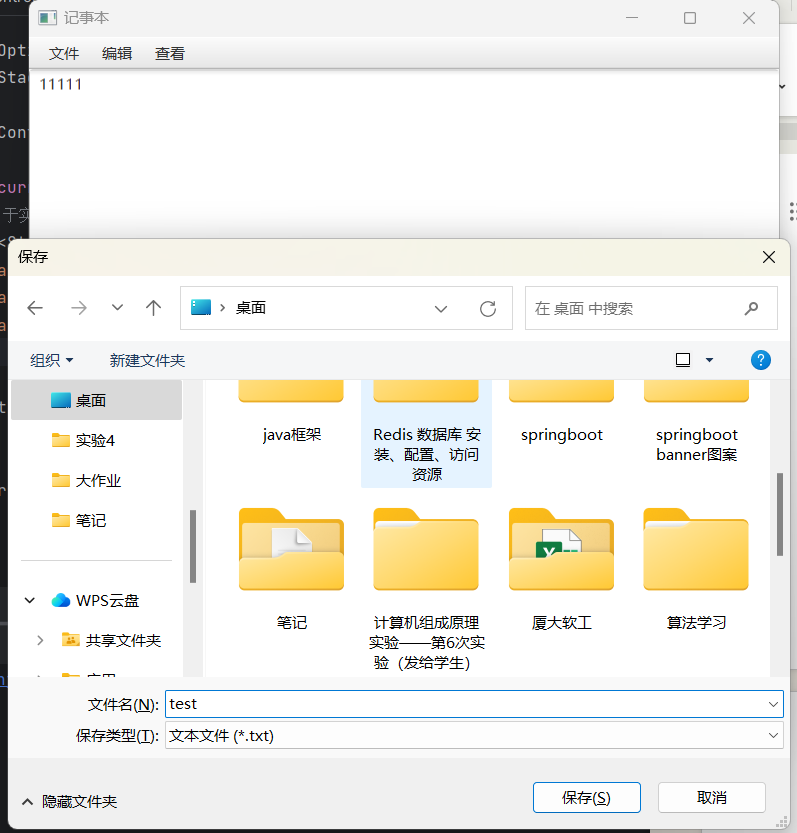 记事本
文件 编辑 查看
11111
Opt
Sta
Con
cur
于实
保存
桌面
在 桌面 中搜索
组织 新建文件夹
桌面
实验4
大作业
笔记
WPS云盘
共享文件夹
java框架
Redis 数据库 安
装、配置、访问
资源
springboot
springboot
banner图案
笔记
计算机组成原理
实验——第6次实
验（发给学生）
厦大软工
算法学习
文件名(N): test
保存类型(T): 文本文件 (*.txt)
隐藏文件夹
保存(S) 取消